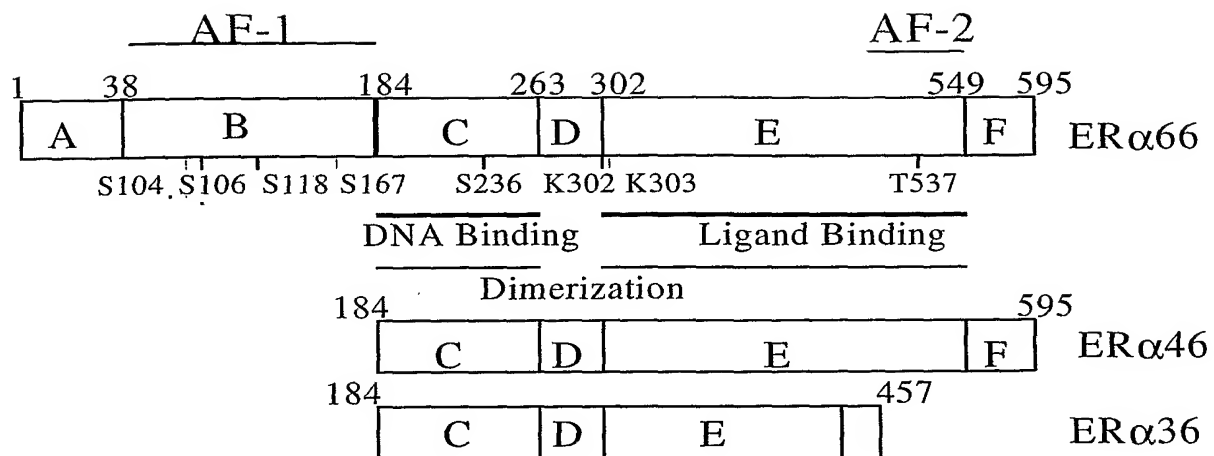 AF-1 AF-2
1 38 184 263 302 549 595
A B C D E F ERα66
S104 S106 S118 S167 S236 K302 K303 T537
DNA Binding Ligand Binding
Dimerization
184 595
C D E F ERα46
184 457
C D E ERα36